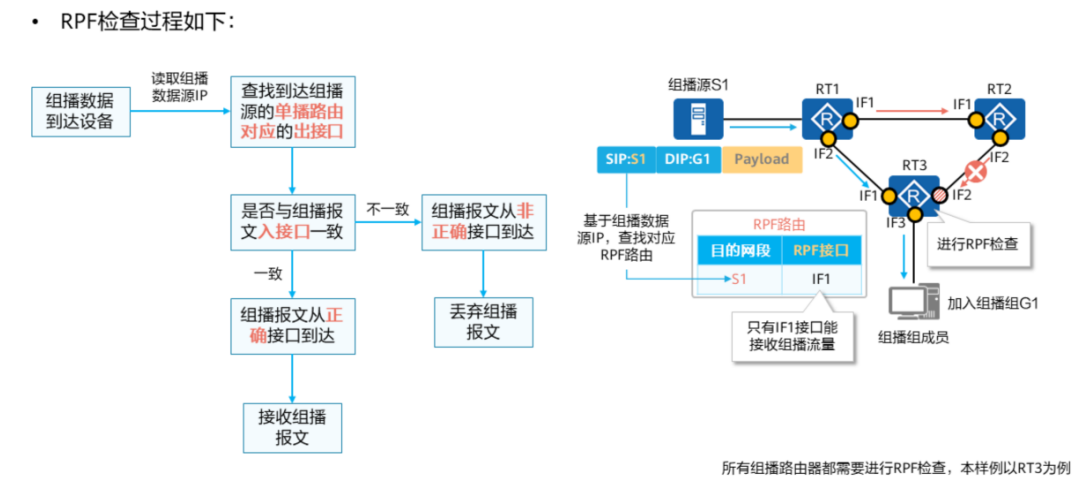 • RPF检查过程如下：
组播数据
到达设备
读取组播
数据源IP
查找到达组播
源的单播路由
对应的出接口
是否与组播报
文入接口一致
不一致
组播报文从非
正确接口到达
丢弃组播
报文
一致
组播报文从正
确接口到达
接收组播
报文
组播源S1
RT1
IF1
IF1
RT2
IF2
IF2
SIP:S1 DIP:G1 Payload
RT3
IF1
IF2
IF3
基于组播数据
源IP，查找对应
RPF路由
RPF路由
目的网段 RPF接口
S1 IF1
进行RPF检查
只有IF1接口能
接收组播流量
加入组播组G1
组播组成员
所有组播路由器都需要进行RPF检查，本样例以RT3为例